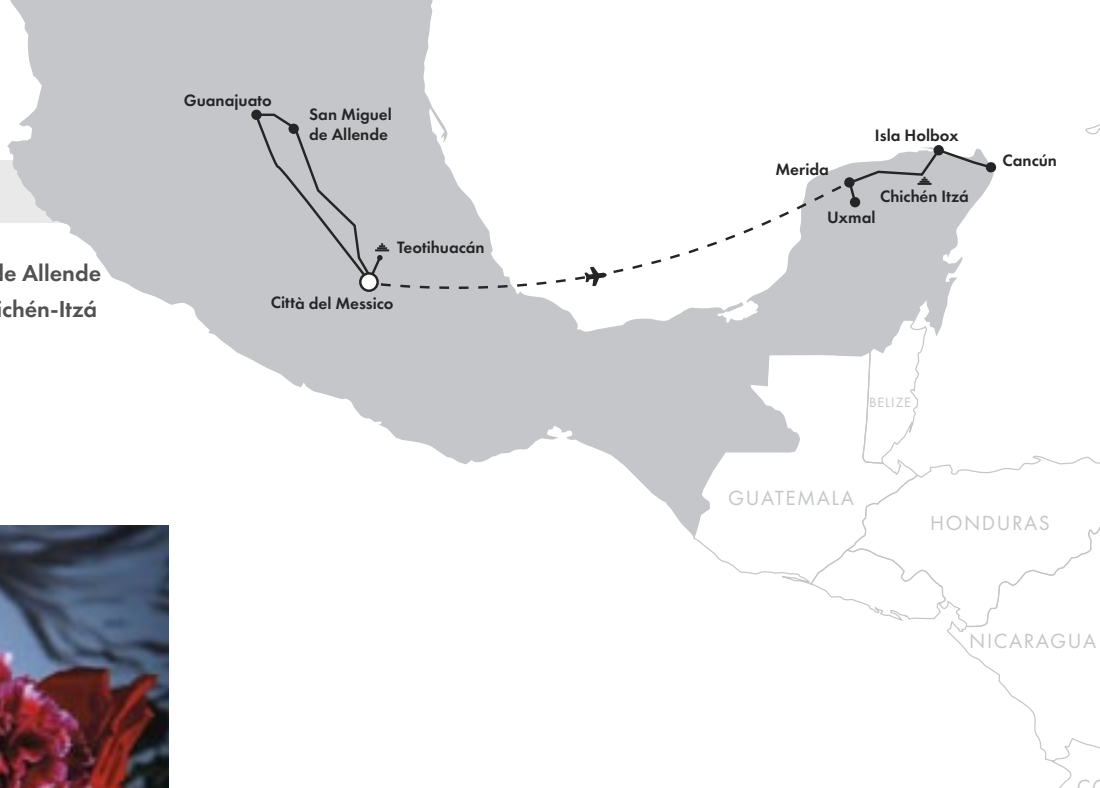 Guanajuato
San Miguel
de Allende
Isla Holbox
Cancún
Merida
Chichén Itzá
Uxmal
Teotihuacán
Città del Messico
de Allende
ichén-Itzá
BELIZE
GUATEMALA
HONDURAS
NICARAGUA